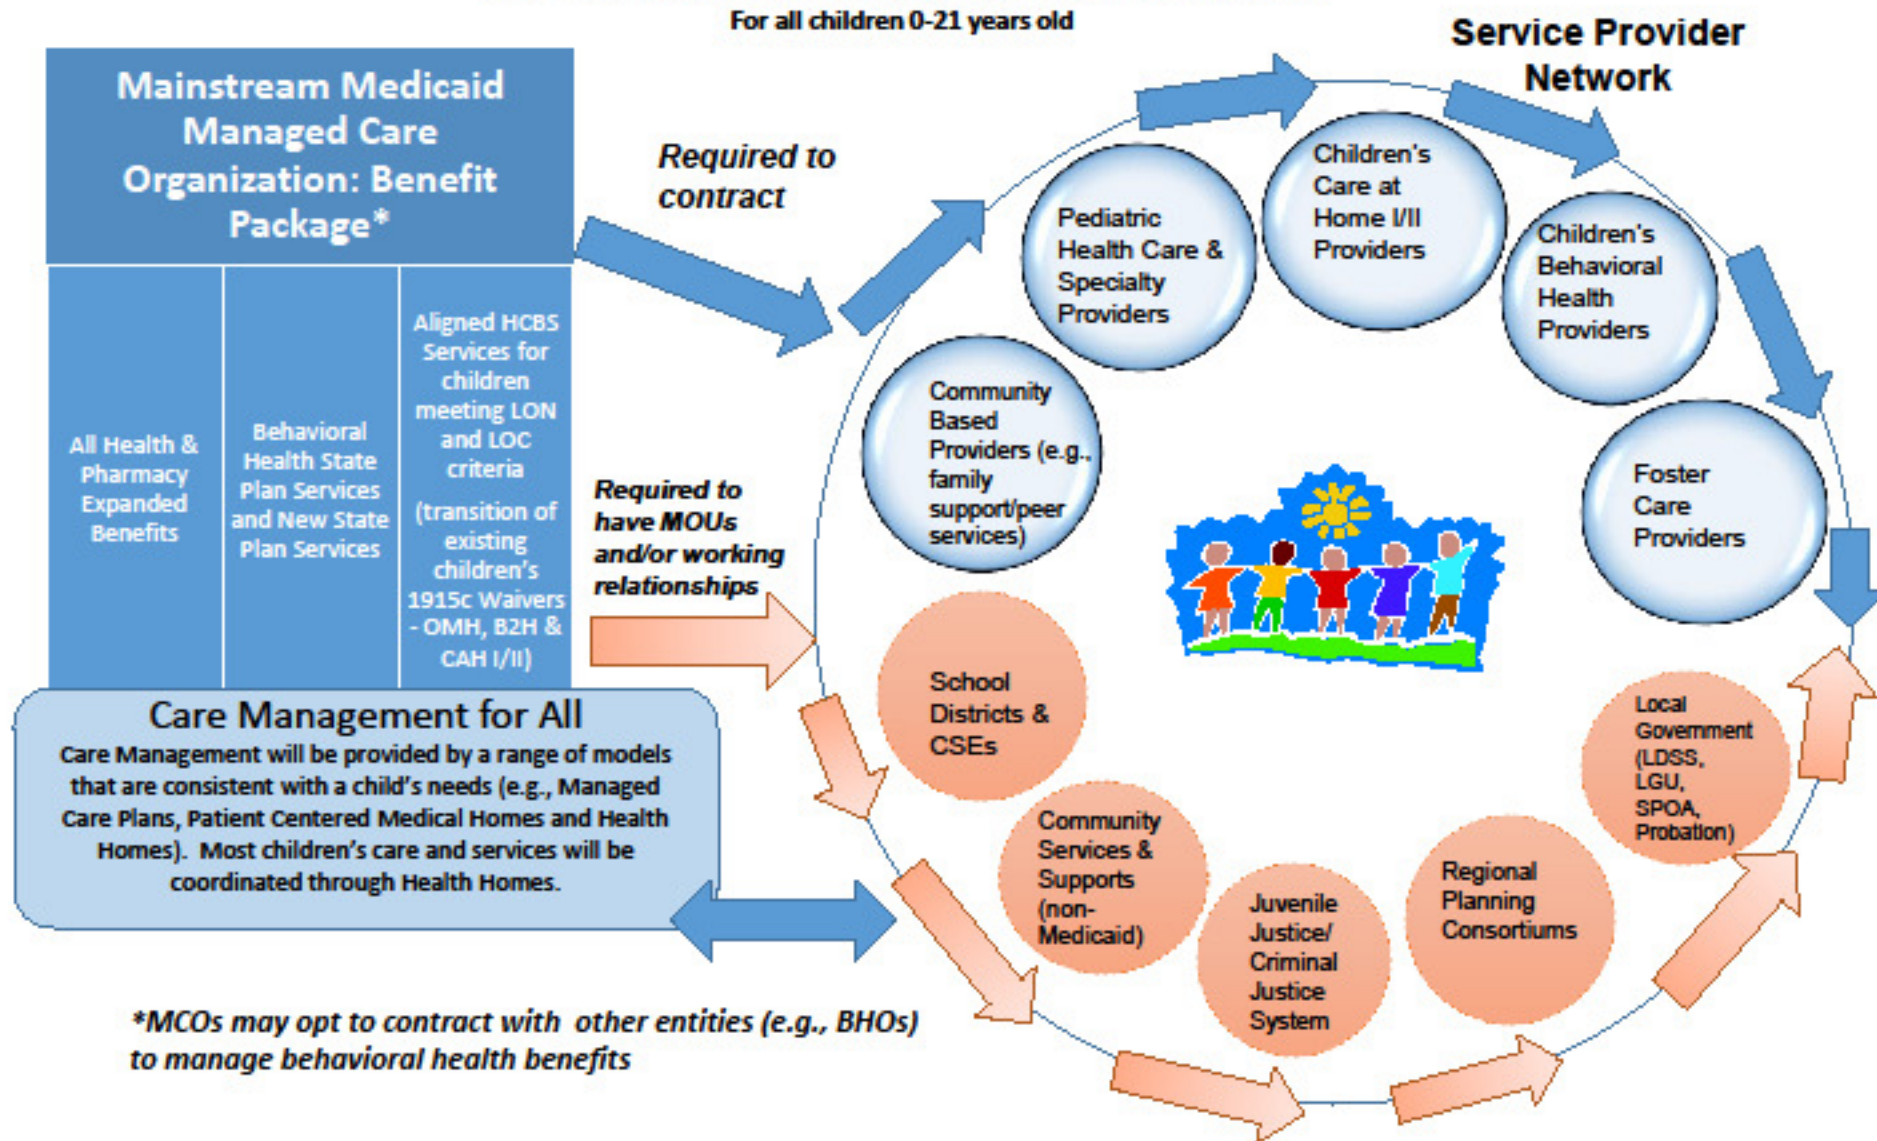 For all children 0-21 years old
Service Provider
Network
Mainstream Medicaid
Managed Care
Organization: Benefit
Package*
All Health &
Pharmacy
Expanded
Benefits
Behavioral
Health State
Plan Services
and New State
Plan Services
Aligned HCBS
Services for
children
meeting LON
and LOC
criteria
(transition of
existing
children's
1915c Waivers
- OMH, B2H &
CAH I/II)
Required to
contract
Required to
have MOUs
and/or working
relationships
Community
Based
Providers (e.g.,
family
support/peer
services)
Pediatric
Health Care &
Specialty
Providers
Children's
Care at
Home I/II
Providers
Children's
Behavioral
Health
Providers
Foster
Care
Providers
School
Districts &
CSEs
Community
Services &
Supports
(non-
Medicaid)
Juvenile
Justice/
Criminal
Justice
System
Regional
Planning
Consortiums
Local
Government
(LDSS,
LGU,
SPOA,
Probation)
Care Management for All
Care Management will be provided by a range of models
that are consistent with a child's needs (e.g., Managed
Care Plans, Patient Centered Medical Homes and Health
Homes).  Most children's care and services will be
coordinated through Health Homes.
*MCOs may opt to contract with  other entities (e.g., BHOs)
to manage behavioral health benefits